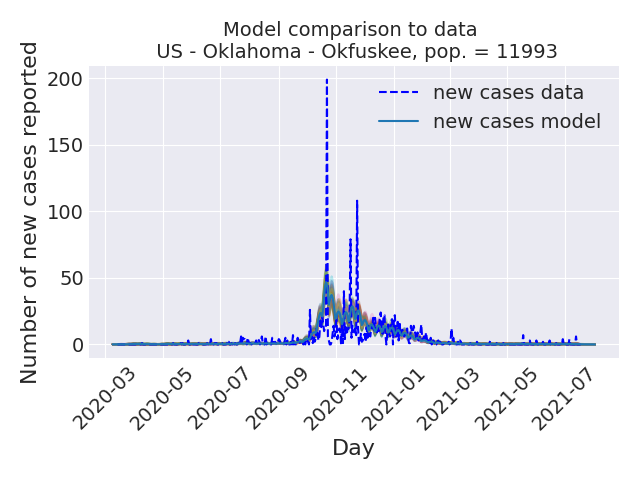 Model comparison to data
US - Oklahoma - Okfuskee, pop. = 11993
Number of new cases reported
200
150
100
50
0
new cases data
new cases model
2020-03
2020-05
2020-07
2020-09
2020-11
2021-01
2021-03
2021-05
2021-07
Day